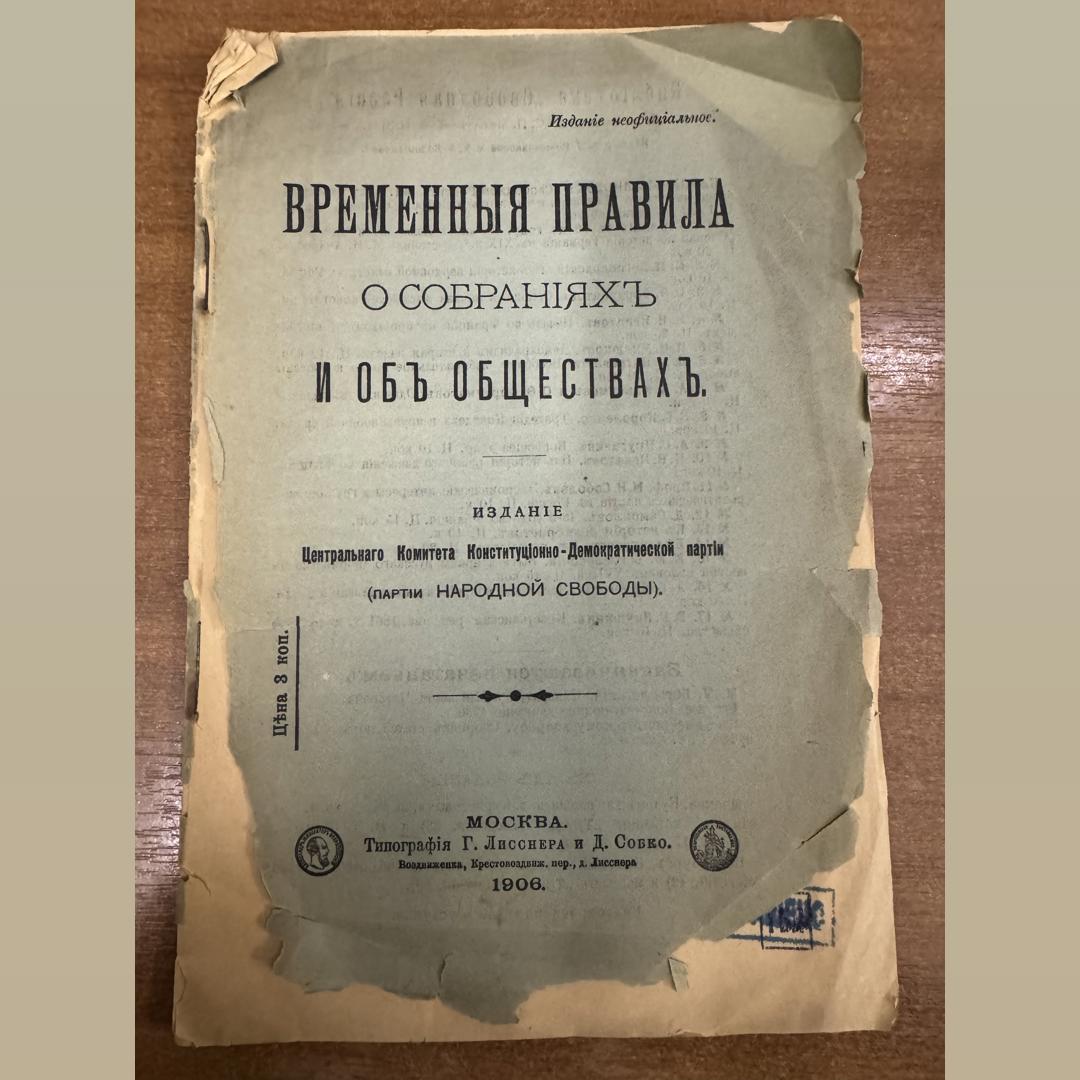 Изданіе неофиціальное.
ВРЕМЕННЫЯ ПРАВИЛА
О СОБРАНІЯХЪ
И ОБЪ ОБЩЕСТВАХЪ.
ИЗДАНІЕ
Центральнаго Комитета Конституціонно-Демократической партіи
(ПАРТІИ НАРОДНОЙ СВОБОДЫ).
Цѣна 3 коп.
МОСКВА.
Типографія Г. Лисснера и Д. Собко.
Воздвиженка, Крестовоздвиж. пер., д. Лисснера
1906.